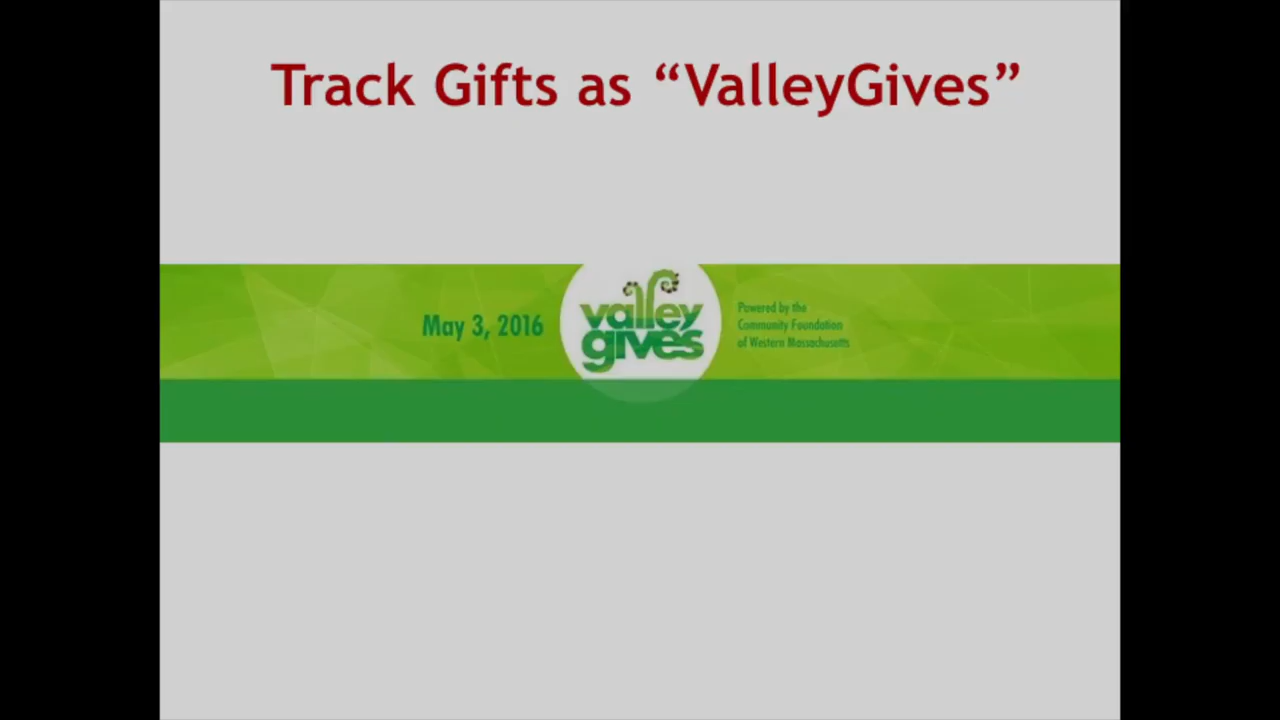 Track Gifts as “ValleyGives”
May 3, 2016
valley
gives
Powered by the
Community Foundation
of Western Massachusetts